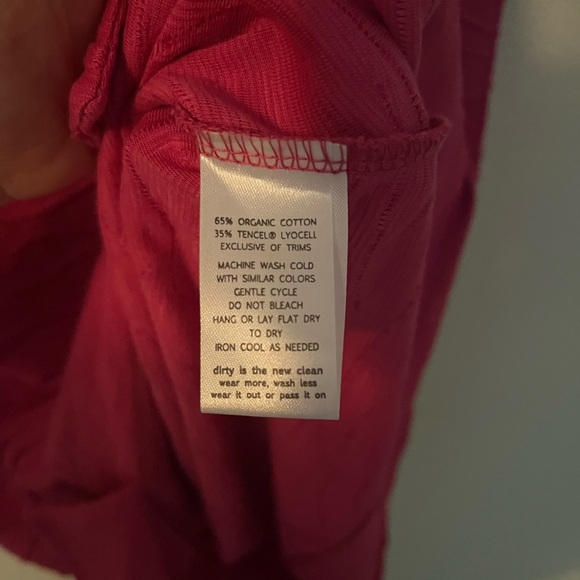 65% ORGANIC COTTON
35% TENCEL® LYOCELL
EXCLUSIVE OF TRIMS
MACHINE WASH COLD
WITH SIMILAR COLORS
GENTLE CYCLE
DO NOT BLEACH
HANG OR LAY FLAT DRY
TO DRY
IRON COOL AS NEEDED
dirty is the new clean
wear more, wash less
wear it out or pass it on